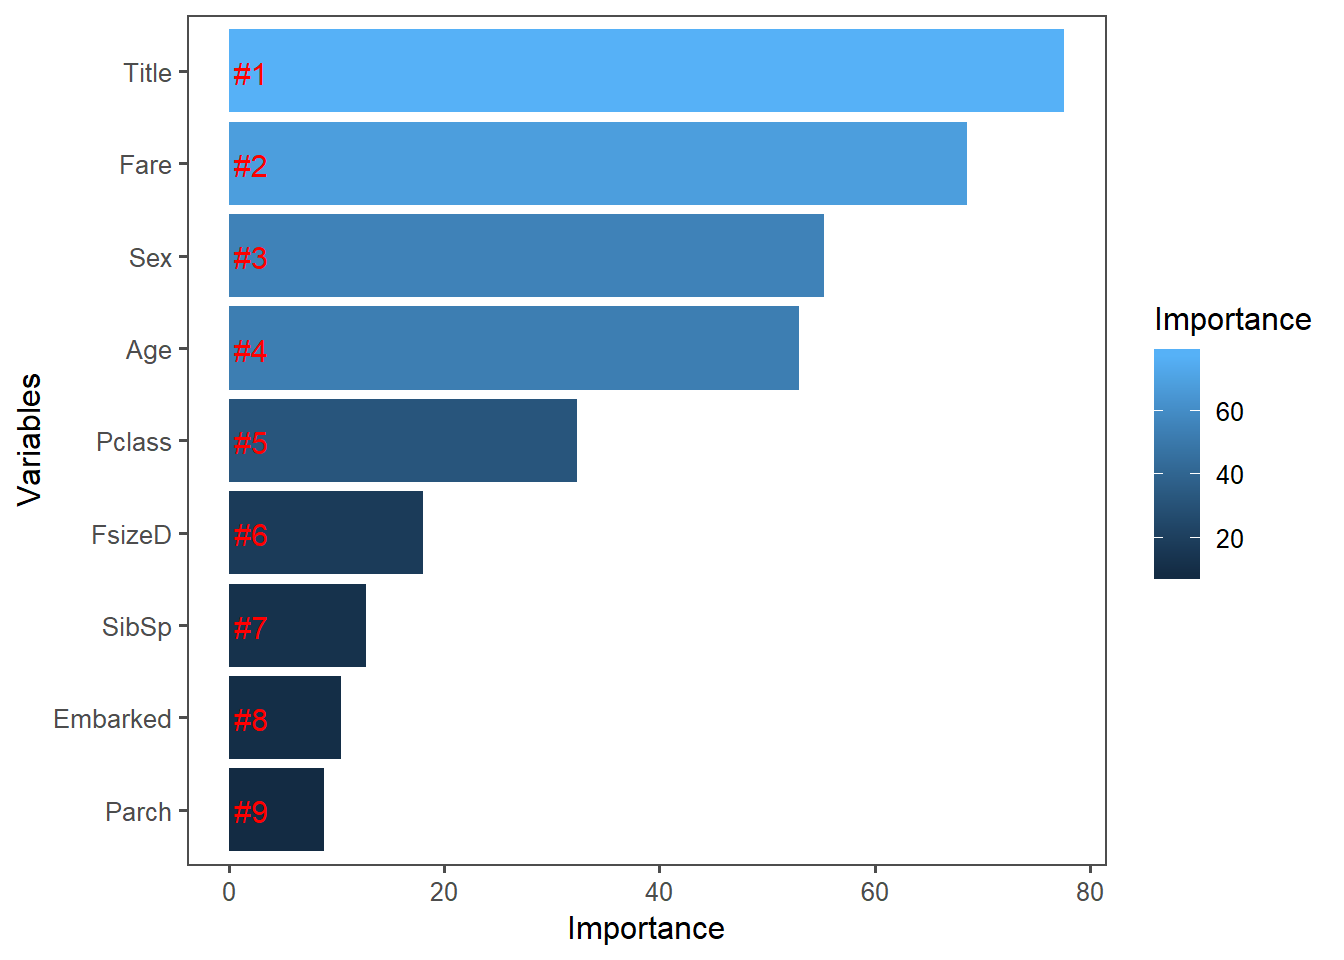 Variables
Title #1
Fare #2
Sex #3
Age #4
Pclass #5
FsizeD #6
SibSp #7
Embarked #8
Parch #9
0 20 40 60 80
Importance
Importance
60
40
20